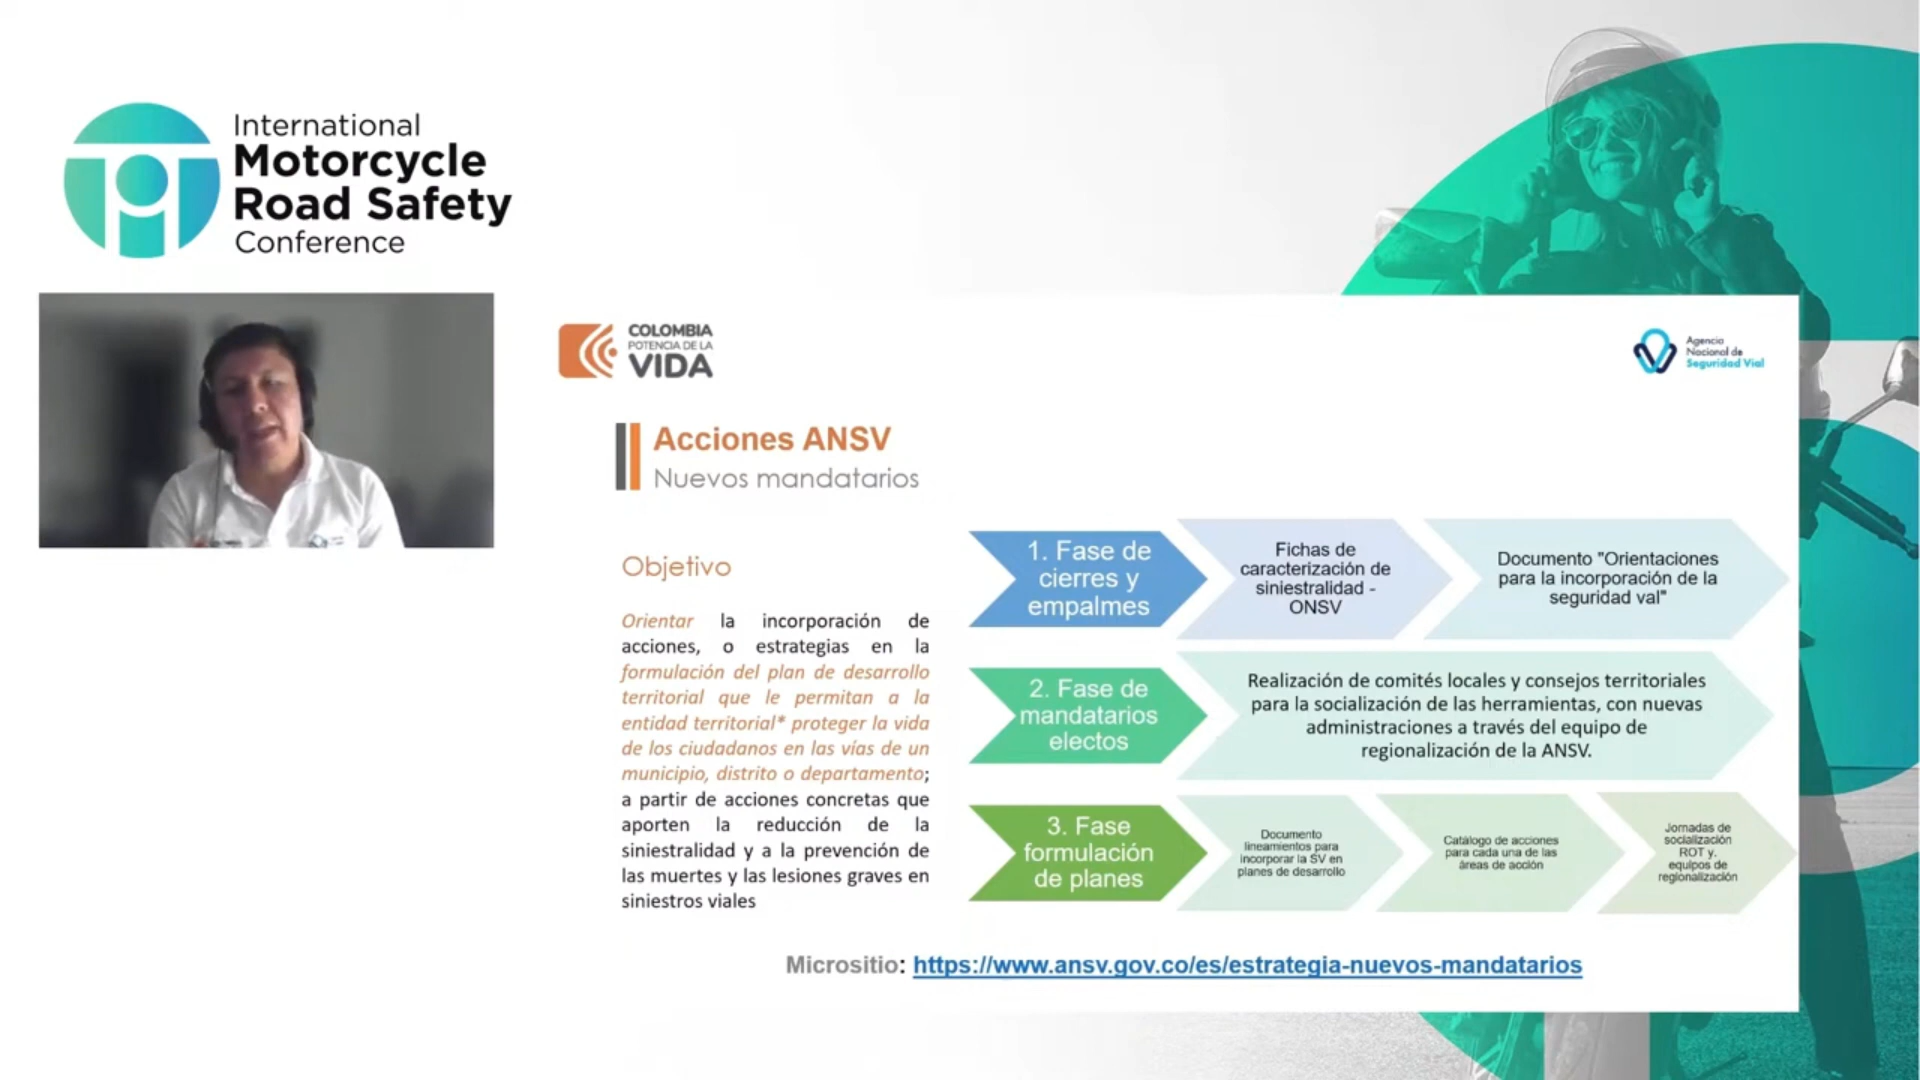 International
Motorcycle
Road Safety
Conference
COLOMBIA
POTENCIA DE LA
VIDA
Agencia
Nacional de
Seguridad Vial
Acciones ANSV
Nuevos mandatarios
Objetivo
Orientar la incorporación de
acciones, o estrategias en la
formulación del plan de desarrollo
territorial que le permitan a la
entidad territorial* proteger la vida
de los ciudadanos en las vías de un
municipio, distrito o departamento;
a partir de acciones concretas que
aporten la reducción de la
siniestralidad y a la prevención de
las muertes y las lesiones graves en
siniestros viales
1. Fase de
cierres y
empalmes
Fichas de
caracterización de
siniestralidad -
ONSV
Documento "Orientaciones
para la incorporación de la
seguridad val"
2. Fase de
mandatarios
electos
Realización de comités locales y consejos territoriales
para la socialización de las herramientas, con nuevas
administraciones a través del equipo de
regionalización de la ANSV.
3. Fase
formulación
de planes
Documento
lineamientos para
incorporar la SV en
planes de desarrollo
Catálogo de acciones
para cada una de las
áreas de acción
Jornadas de
socialización
ROT y.
equipos de
regionalización
Micrositio: https://www.ansv.gov.co/es/estrategia-nuevos-mandatarios